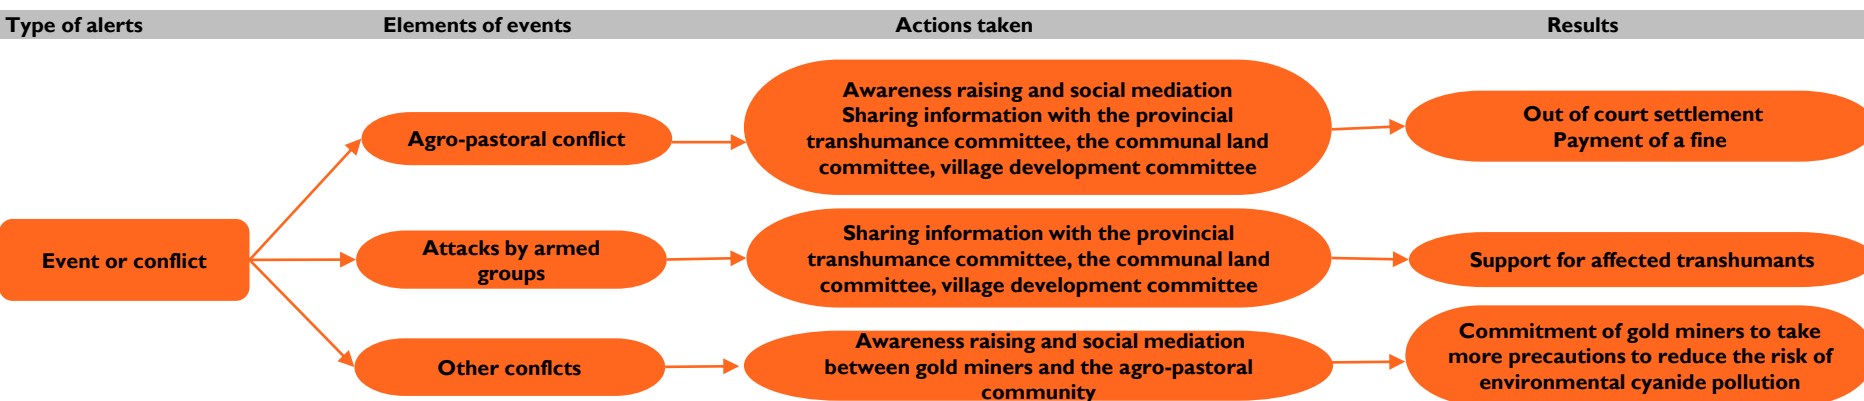 Type of alerts
Elements of events
Actions taken
Results
Event or conflict
Agro-pastoral conflict
Awareness raising and social mediation
Sharing information with the provincial
transhumance committee, the communal land
committee, village development committee
Out of court settlement
Payment of a fine
Attacks by armed
groups
Sharing information with the provincial
transhumance committee, the communal land
committee, village development committee
Support for affected transhumants
Other conflcts
Awareness raising and social mediation
between gold miners and the agro-pastoral
community
Commitment of gold miners to take
more precautions to reduce the risk of
environmental cyanide pollution